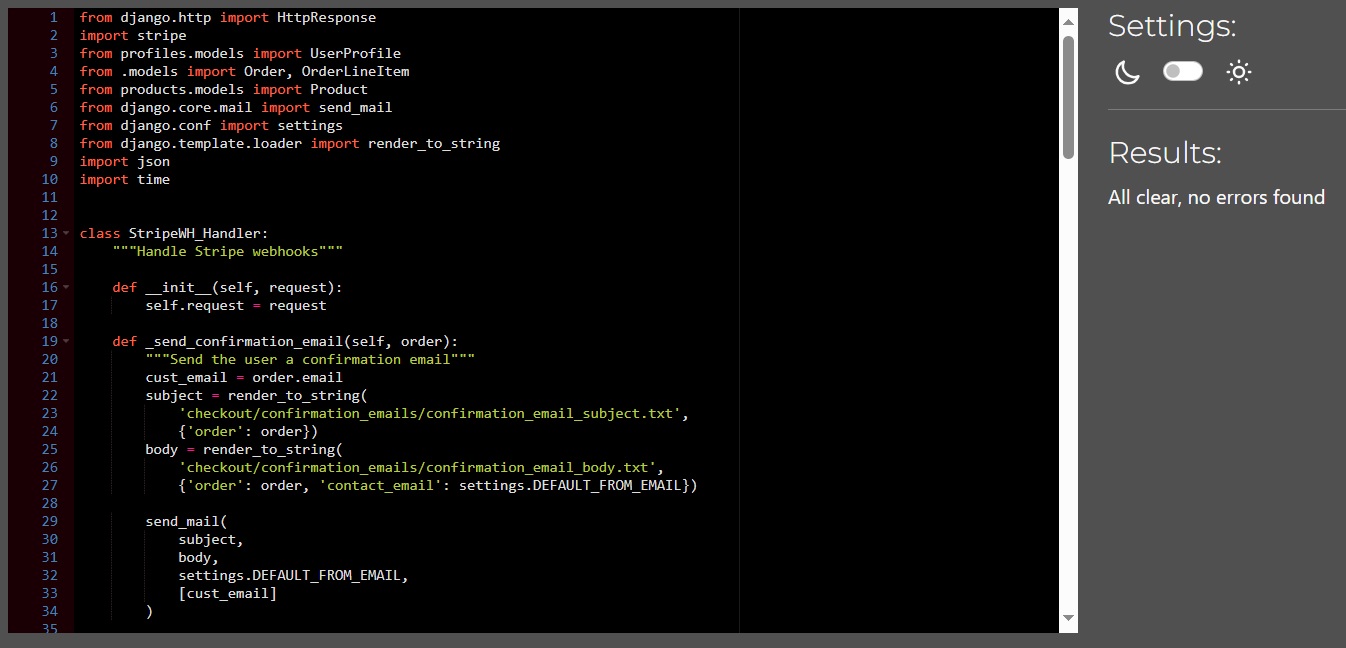 1 from django.http import HttpResponse
2 import stripe
3 from profiles.models import UserProfile
4 from .models import Order, OrderLineItem
5 from products.models import Product
6 from django.core.mail import send_mail
7 from django.conf import settings
8 from django.template.loader import render_to_string
9 import json
10 import time
11
12
13 class StripeWH_Handler:
14     """Handle Stripe webhooks"""
15
16     def __init__(self, request):
17         self.request = request
18
19     def _send_confirmation_email(self, order):
20         """Send the user a confirmation email"""
21         cust_email = order.email
22         subject = render_to_string(
23             'checkout/confirmation_emails/confirmation_email_subject.txt',
24             {'order': order})
25         body = render_to_string(
26             'checkout/confirmation_emails/confirmation_email_body.txt',
27             {'order': order, 'contact_email': settings.DEFAULT_FROM_EMAIL})
28
29         send_mail(
30             subject,
31             body,
32             settings.DEFAULT_FROM_EMAIL,
33             [cust_email]
34         )
35
Settings:
Results:
All clear, no errors found